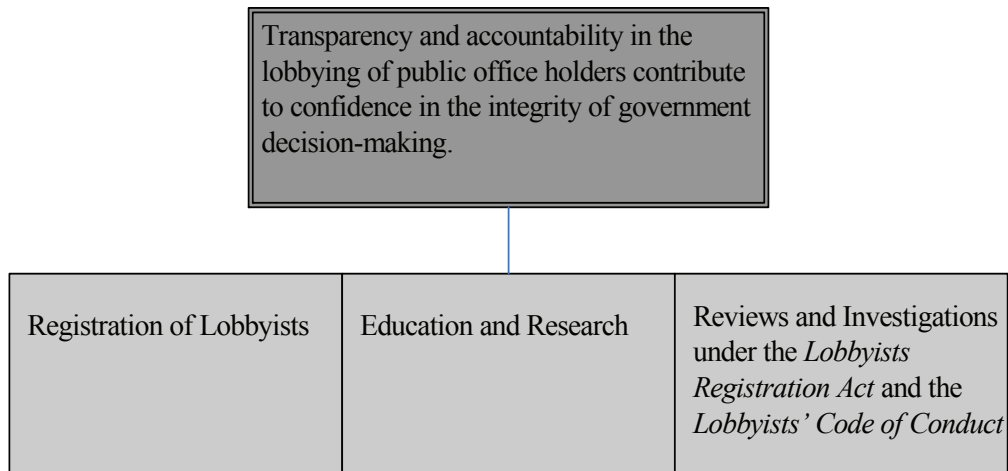 Transparency and accountability in the
lobbying of public office holders contribute
to confidence in the integrity of government
decision-making.
Registration of Lobbyists
Education and Research
Reviews and Investigations
under the Lobbyists
Registration Act and the
Lobbyists’ Code of Conduct